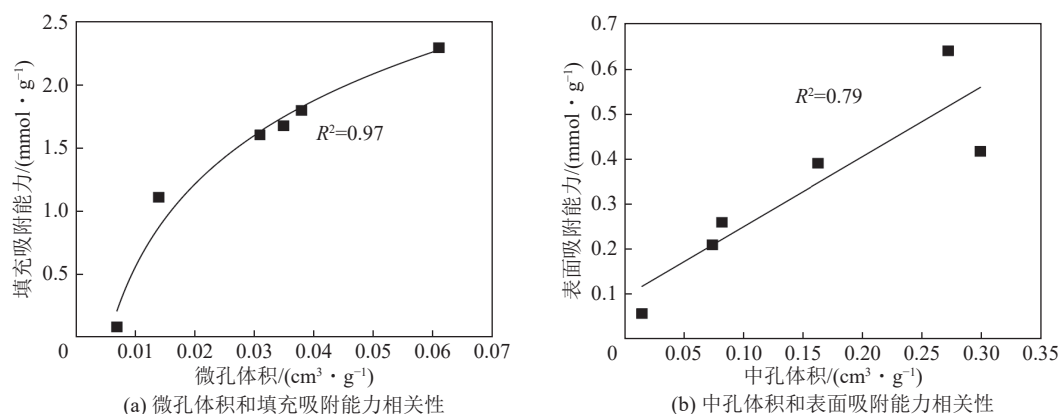 2.5
2.0
1.5
1.0
0.5
0
0.01 0.02 0.03 0.04 0.05 0.06 0.07
填充吸附能力/(mmol·g⁻¹)
R²=0.97
微孔体积/(cm³·g⁻¹)
(a) 微孔体积和填充吸附能力相关性
0.7
0.6
0.5
0.4
0.3
0.2
0.1
0
0.05 0.10 0.15 0.20 0.25 0.30 0.35
表面吸附能力/(mmol·g⁻¹)
R²=0.79
中孔体积/(cm³·g⁻¹)
(b) 中孔体积和表面吸附能力相关性